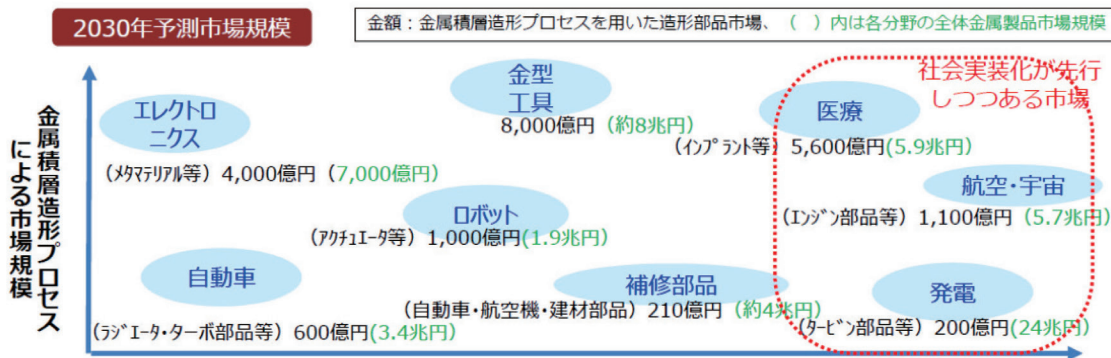 2030年予測市場規模
金額：金属積層造形プロセスを用いた造形部品市場、（　）内は各分野の全体金属製品市場規模
金属積層造形プロセス
による市場規模
エレクトロ
ニクス
（ﾒﾀﾏﾃﾘｱﾙ等）4,000億円（7,000億円）
金型
工具
8,000億円（約8兆円）
社会実装化が先行
しつつある市場
医療
（ｲﾝﾌﾟﾗﾝﾄ等）5,600億円(5.9兆円）
航空・宇宙
（ｴﾝｼﾞﾝ部品等）1,100億円（5.7兆円）
ロボット
（ｱｸﾁｭｴｰﾀ等）1,000億円(1.9兆円）
自動車
（ﾗｼﾞｴｰﾀ・ﾀｰﾎﾞ部品等）600億円(3.4兆円）
補修部品
（自動車・航空機・建材部品）210億円（約4兆円）
発電
（ﾀｰﾋﾞﾝ部品等）200億円(24兆円）